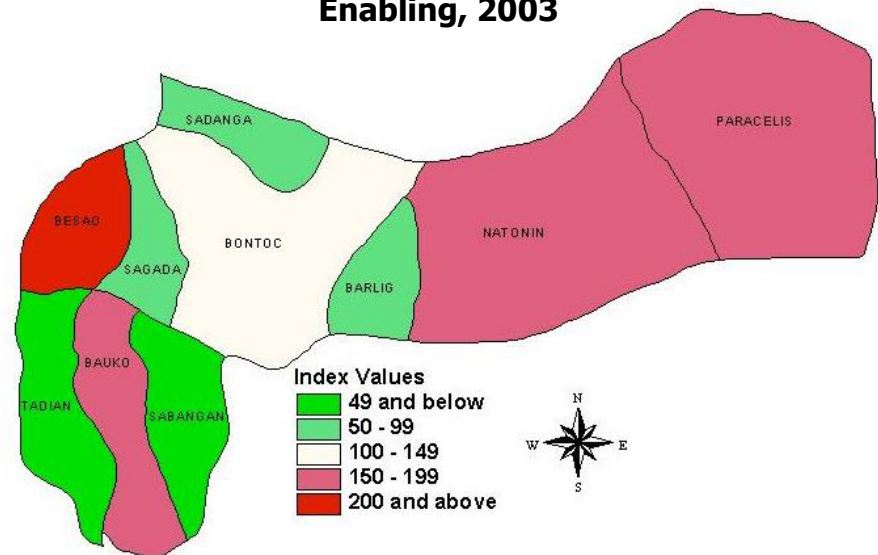 Enabling, 2003
SADANGA
PARACELIS
BESAO
BONTOC
NATONIN
SAGADA
BARLIG
BAUKO
TADIAN
SABANGAN
Index Values
49 and below
50 - 99
100 - 149
150 - 199
200 and above
N
W E
S